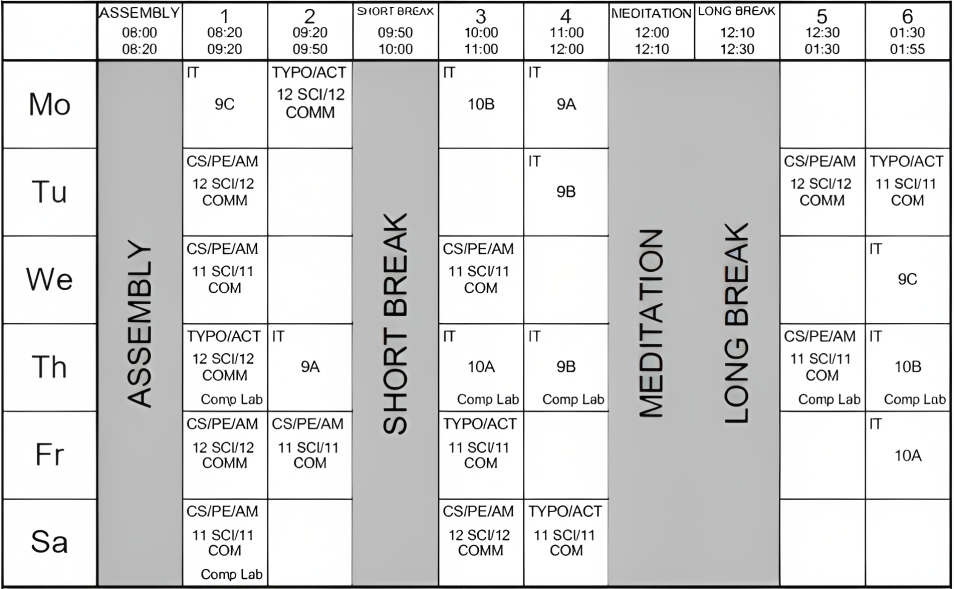 ASSEMBLY 1 2 SHORT BREAK 3 4 MEDITATION LONG BREAK 5 6
08:00 08:20 09:20 09:50 10:00 11:00 12:00 12:10 12:30 01:30
08:20 09:20 09:50 10:00 11:00 12:00 12:10 12:30 01:30 01:55
ASSEMBLY
SHORT BREAK
MEDITATION
LONG BREAK
Mo
IT
9C
TYPO/ACT
12 SCI/12
COMM
IT
10B
IT
9A
Tu
CS/PE/AM
12 SCI/12
COMM
IT
9B
CS/PE/AM
12 SCI/12
COMM
TYPO/ACT
11 SCI/11
COM
We
CS/PE/AM
11 SCI/11
COM
CS/PE/AM
11 SCI/11
COM
IT
9C
Th
TYPO/ACT
12 SCI/12
COMM
Comp Lab
IT
9A
IT
10A
Comp Lab
IT
9B
Comp Lab
CS/PE/AM
11 SCI/11
COM
Comp Lab
IT
10B
Comp Lab
Fr
CS/PE/AM
12 SCI/12
COMM
CS/PE/AM
11 SCI/11
COM
TYPO/ACT
11 SCI/11
COM
IT
10A
Sa
CS/PE/AM
11 SCI/11
COM
Comp Lab
CS/PE/AM
12 SCI/12
COMM
TYPO/ACT
11 SCI/11
COM